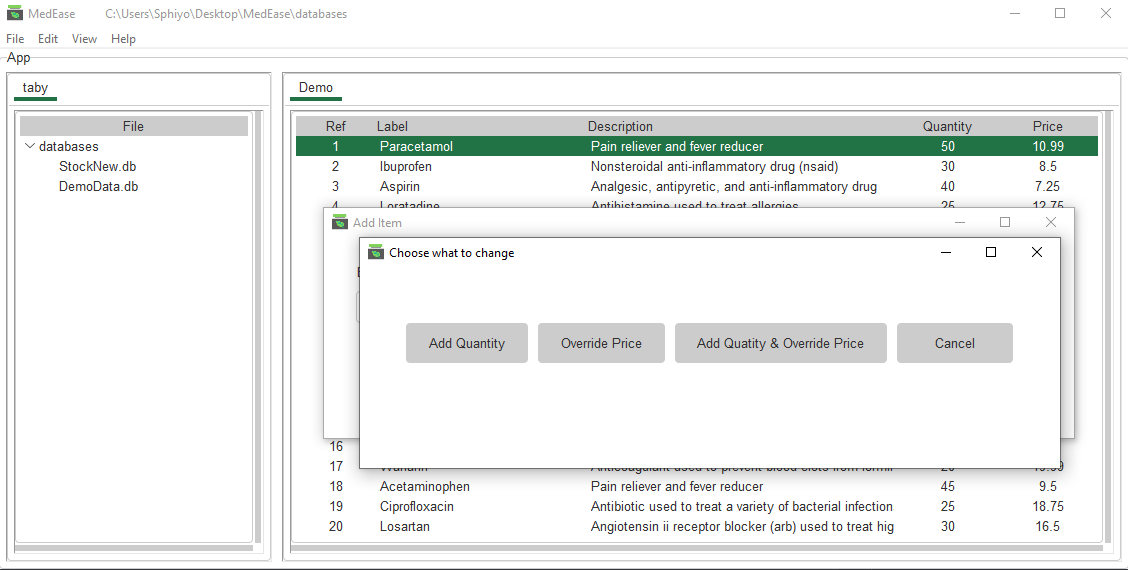 MedEase C:\Users\Sphiyo\Desktop\MedEase\databases
File Edit View Help
App
taby
Demo
File
databases
StockNew.db
DemoData.db
Ref Label Description Quantity Price
1 Paracetamol Pain reliever and fever reducer 50 10.99
2 Ibuprofen Nonsteroidal anti-inflammatory drug (nsaid) 30 8.5
3 Aspirin Analgesic, antipyretic, and anti-inflammatory drug 40 7.25
4 Loratadine Antihistamine used to treat allergies 25 12.75
Add Item
Choose what to change
Add Quantity Override Price Add Quatity & Override Price Cancel
16
17 Warfarin Anticoagulant used to prevent blood clots from formi
18 Acetaminophen Pain reliever and fever reducer 45 9.5
19 Ciprofloxacin Antibiotic used to treat a variety of bacterial infection 25 18.75
20 Losartan Angiotensin ii receptor blocker (arb) used to treat hig 30 16.5